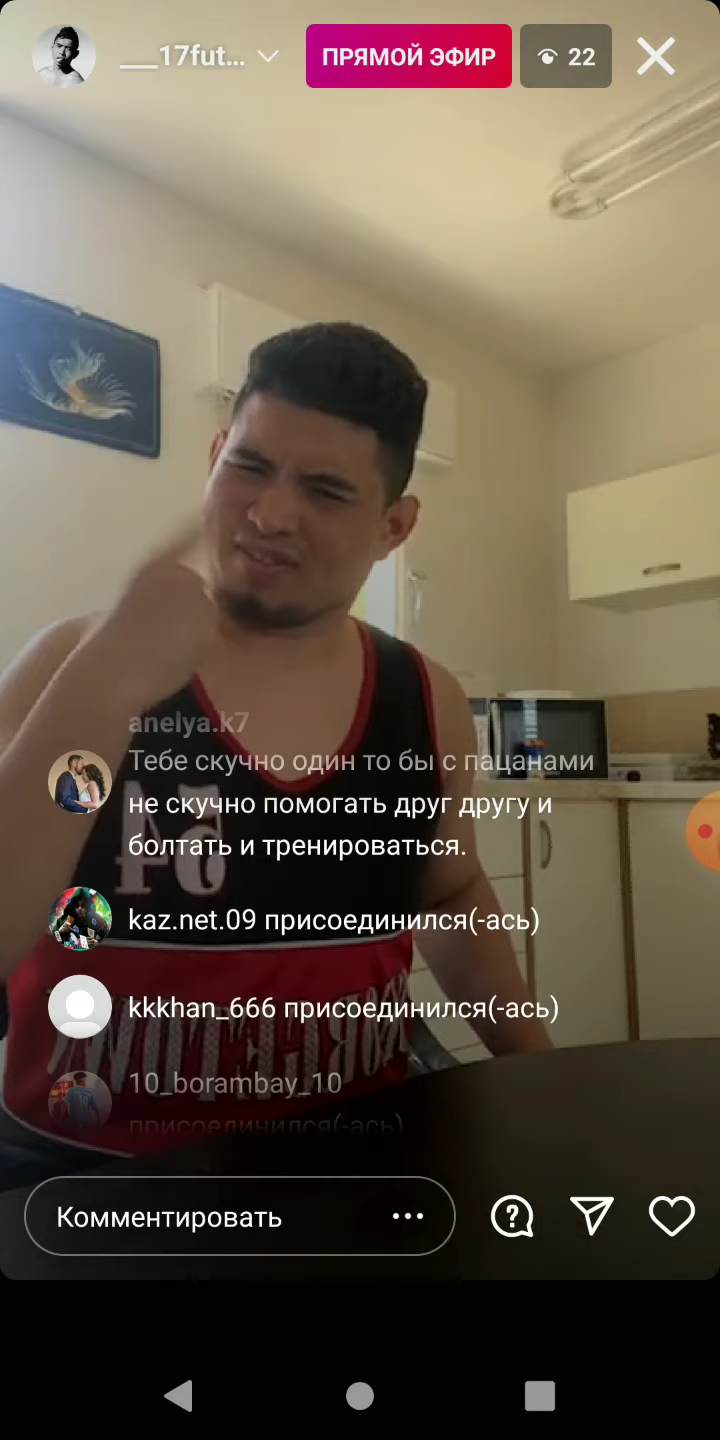 ___17fut...
ПРЯМОЙ ЭФИР
22
anelya.k7
Тебе скучно один то бы с пацанами
не скучно помогать друг другу и
болтать и тренироваться.
kaz.net.09 присоединился(-ась)
kkkhan_666 присоединился(-ась)
10_borambay_10
присоединился(-ась)
Комментировать